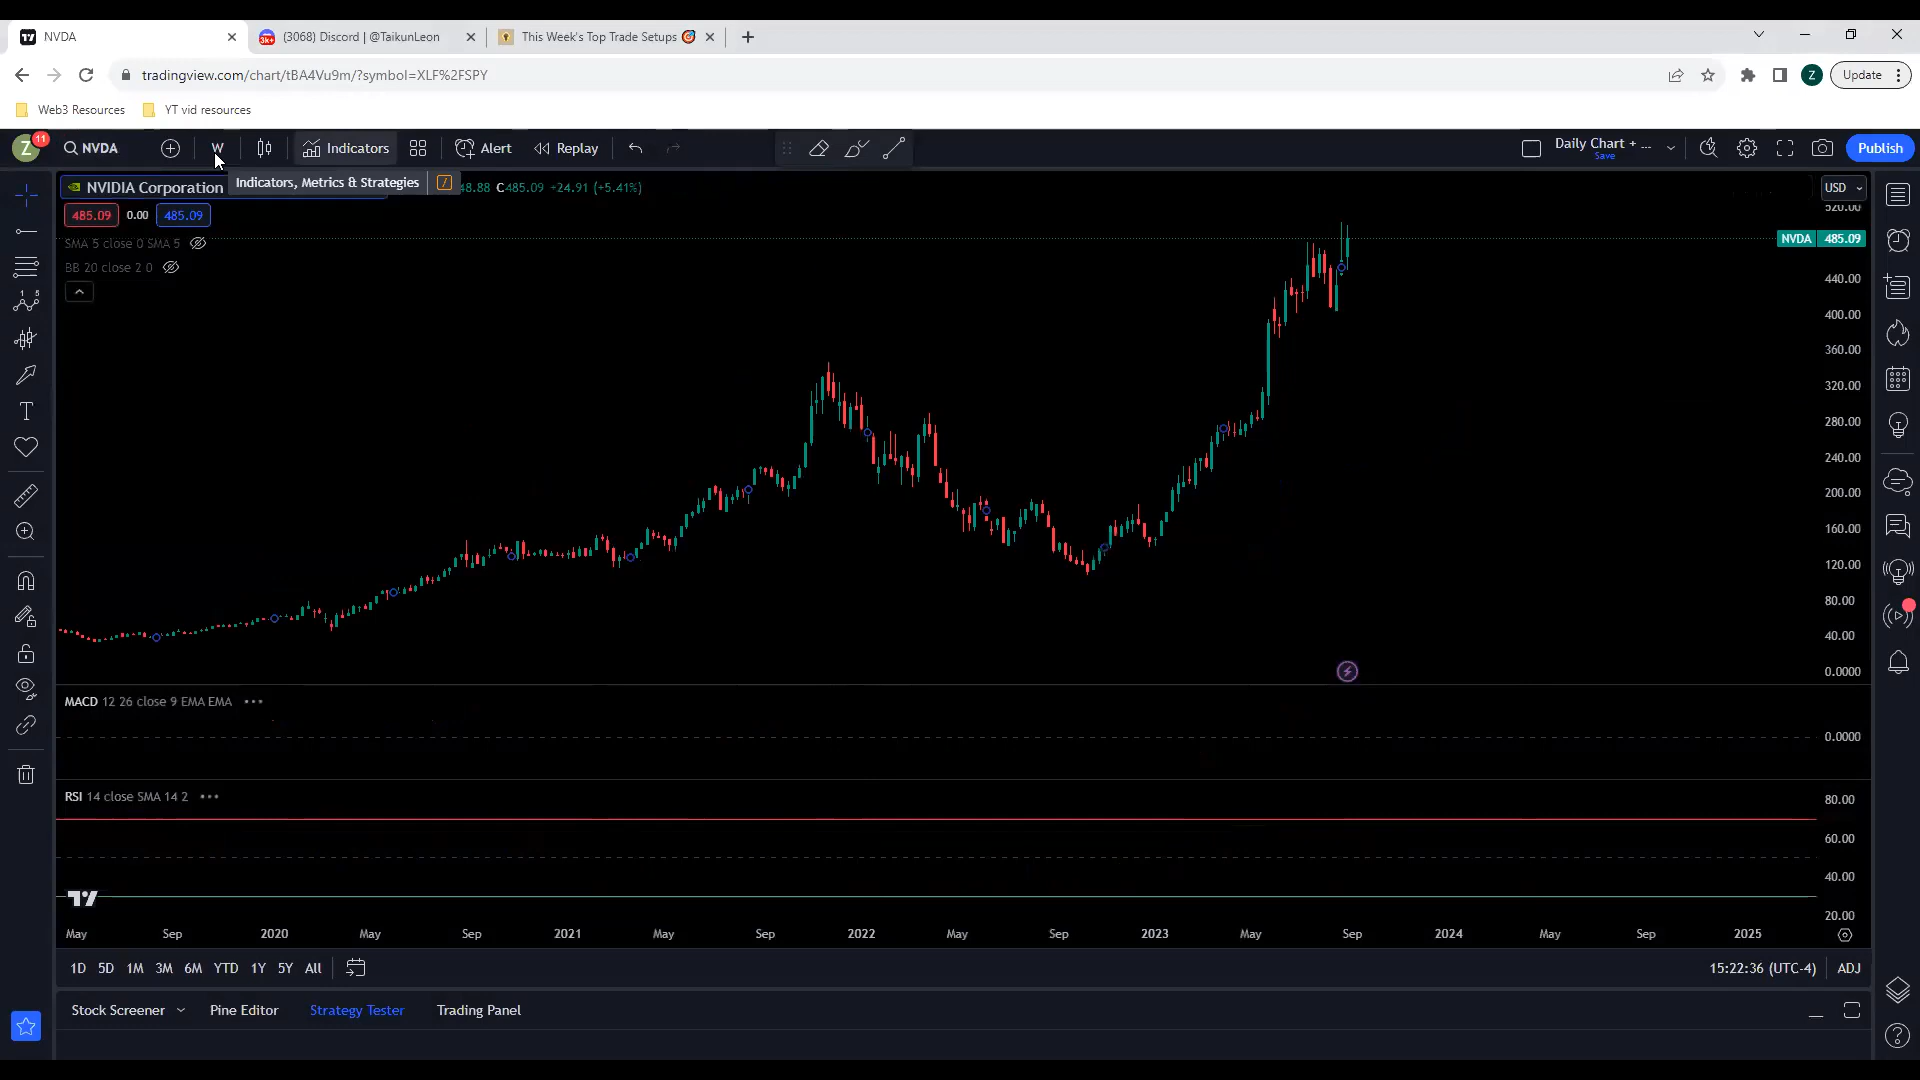 NVDA
(3068) Discord | @TaikunLeon
This Week's Top Trade Setups
tradingview.com/chart/tBA4Vu9m/?symbol=XLF%2FSPY
Z
Update
Web3 Resources
YT vid resources
Z
11
NVDA
W
Indicators
Alert
Replay
Daily Chart + ...
Save
Publish
NVIDIA Corporation
Indicators, Metrics & Strategies
/
48.88 C485.09 +24.91 (+5.41%)
USD
485.09
0.00
485.09
SMA 5 close 0 SMA 5
BB 20 close 2 0
520.00
NVDA 485.09
440.00
400.00
360.00
320.00
280.00
240.00
200.00
160.00
120.00
80.00
40.00
0.0000
MACD 12 26 close 9 EMA EMA
0.0000
RSI 14 close SMA 14 2
80.00
60.00
40.00
20.00
May Sep 2020 May Sep 2021 May Sep 2022 May Sep 2023 May Sep 2024 May Sep 2025
1D 5D 1M 3M 6M YTD 1Y 5Y All
15:22:36 (UTC-4)
ADJ
Stock Screener
Pine Editor
Strategy Tester
Trading Panel